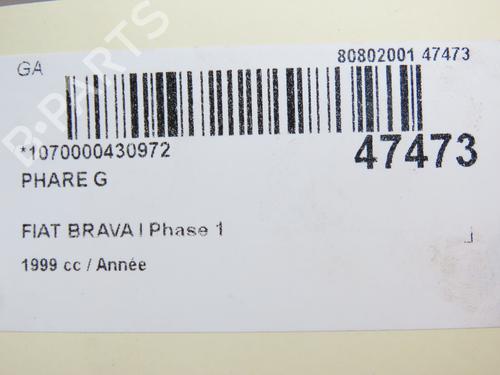 GA
80802001 47473
*1070000430972
47473
PHARE G
FIAT BRAVA I Phase 1
1999 cc / Année
B-PARTS